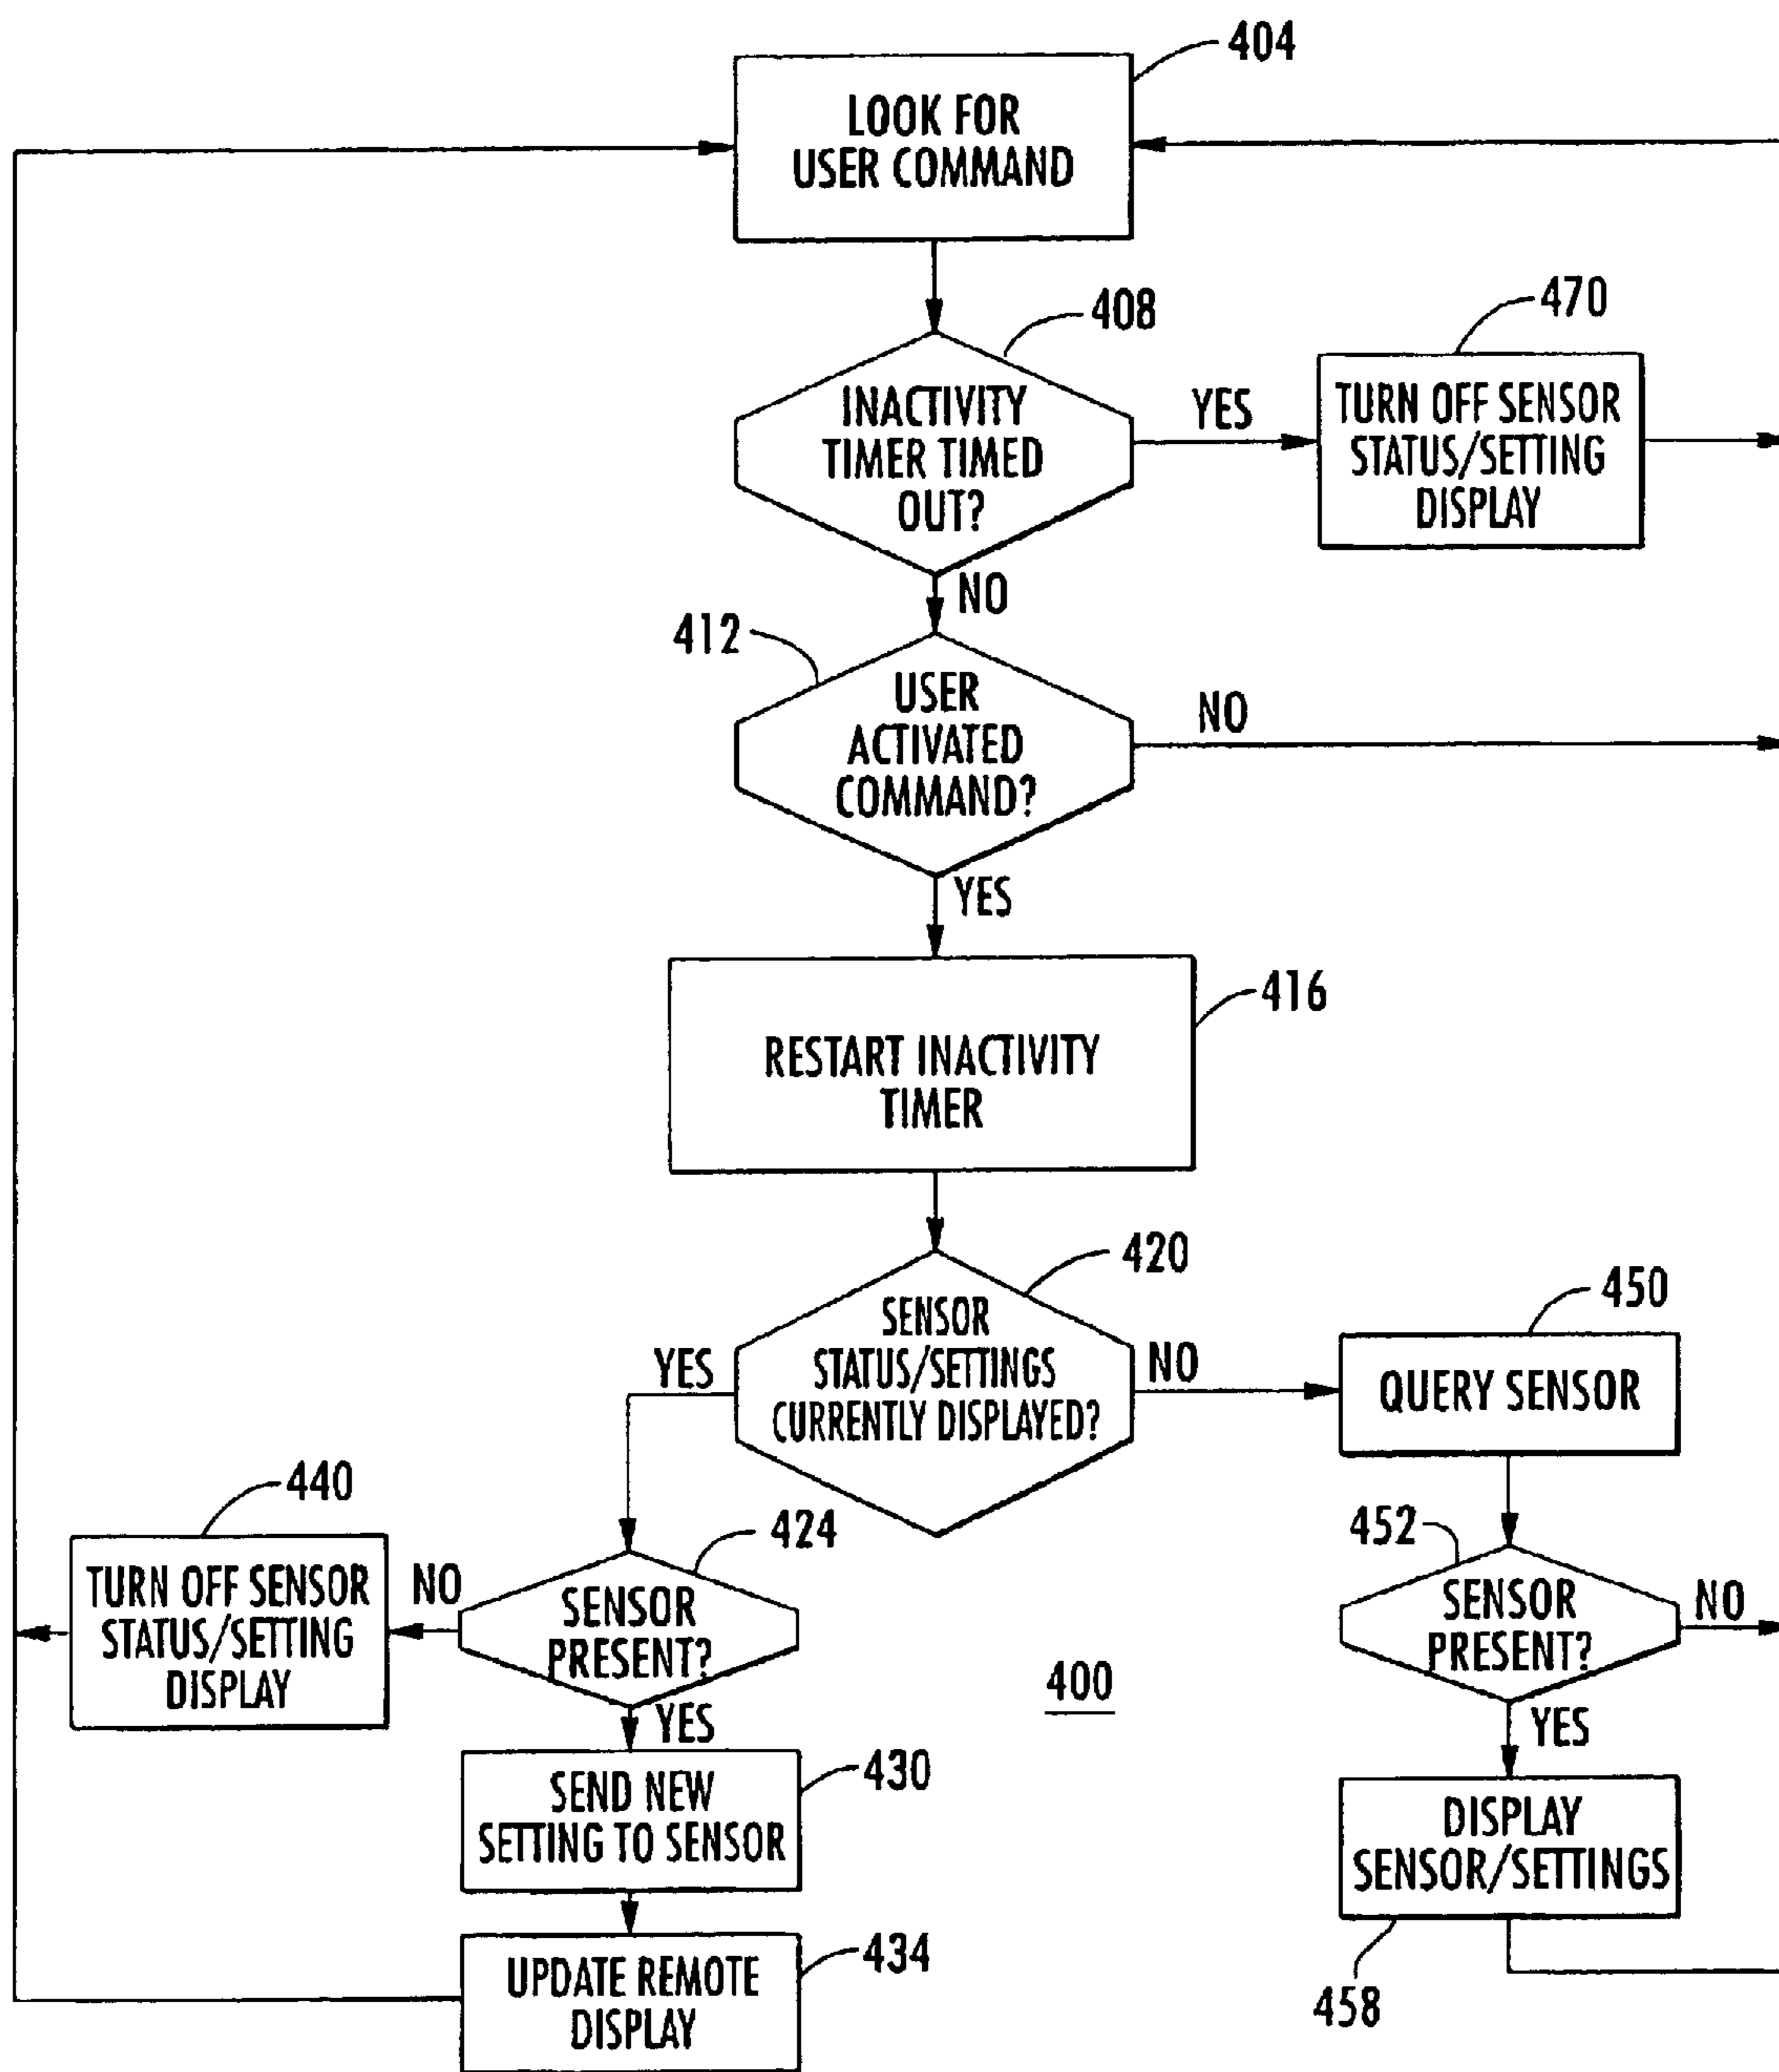 404
LOOK FOR
USER COMMAND
408
INACTIVITY
TIMER TIMED
OUT?
YES
470
TURN OFF SENSOR
STATUS/SETTING
DISPLAY
NO
412
USER
ACTIVATED
COMMAND?
NO
YES
416
RESTART INACTIVITY
TIMER
420
SENSOR
STATUS/SETTINGS
CURRENTLY DISPLAYED?
YES
NO
450
QUERY SENSOR
440
TURN OFF SENSOR
STATUS/SETTING
DISPLAY
NO
424
SENSOR
PRESENT?
YES
400
452
SENSOR
PRESENT?
NO
YES
430
SEND NEW
SETTING TO SENSOR
DISPLAY
SENSOR/SETTINGS
458
434
UPDATE REMOTE
DISPLAY